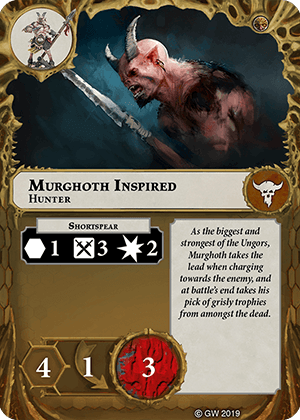 MURGHOTH INSPIRED
HUNTER
SHORTSPEAR
1 3 2
As the biggest and
strongest of the Ungors,
Murghoth takes the
lead when charging
towards the enemy, and
at battle's end takes his
pick of grisly trophies
from amongst the dead.
4 1 3
© GW 2019